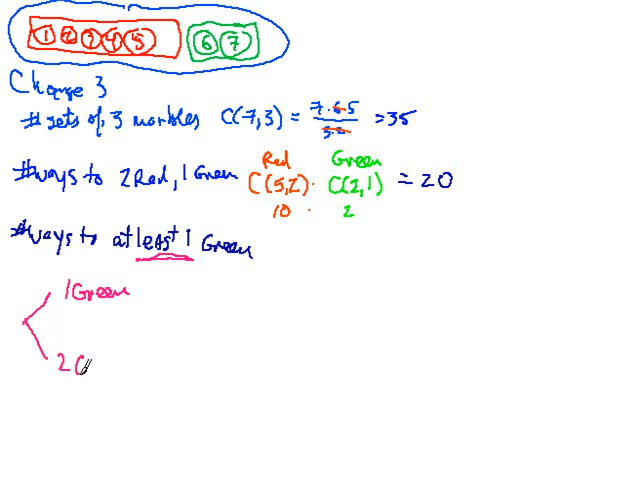 1 2 3 4 5 6 7
Choose 3
# sets of 3 marbles C(7,3) = 7·6·5 / 3·2 = 35
Red Green
#ways to 2 Red, 1 Green C(5,2) · C(2,1) = 20
10 · 2
#ways to at least 1 Green
1 Green
2 G